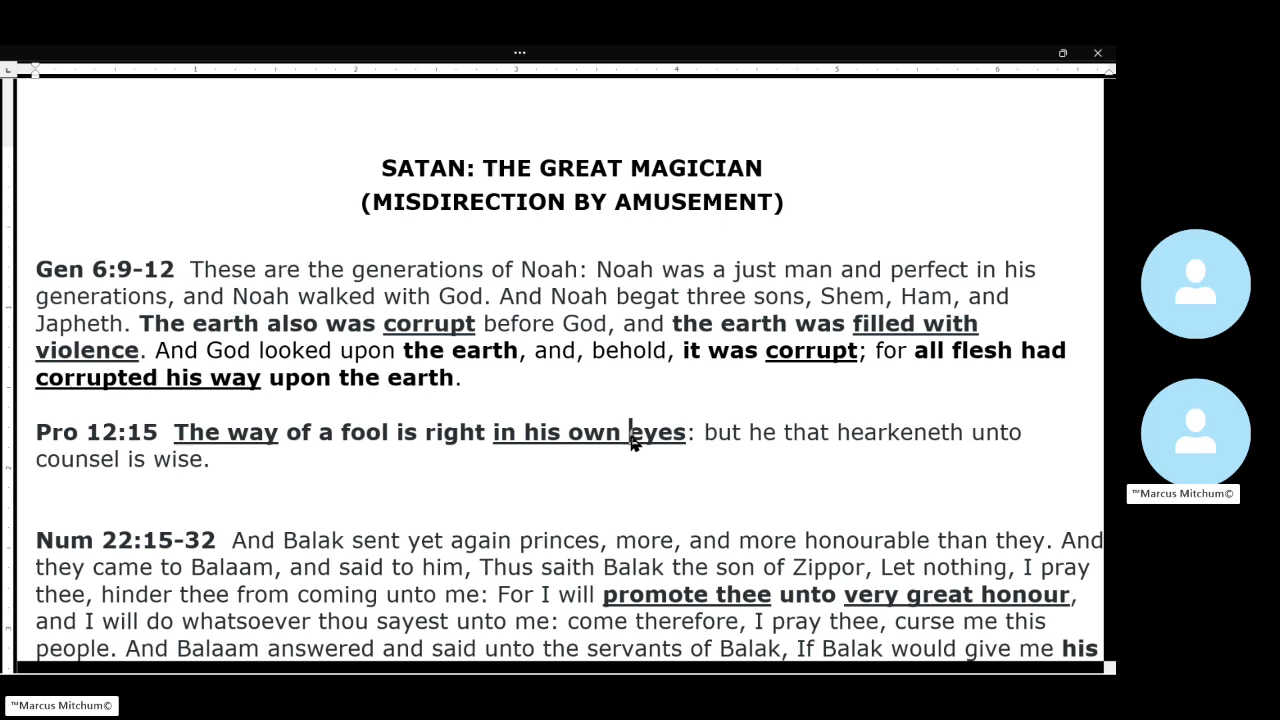 1 2 3 4 5 6
SATAN: THE GREAT MAGICIAN
(MISDIRECTION BY AMUSEMENT)
Gen 6:9-12 These are the generations of Noah: Noah was a just man and perfect in his
generations, and Noah walked with God. And Noah begat three sons, Shem, Ham, and
Japheth. The earth also was corrupt before God, and the earth was filled with
violence. And God looked upon the earth, and, behold, it was corrupt; for all flesh had
corrupted his way upon the earth.
Pro 12:15 The way of a fool is right in his own eyes: but he that hearkeneth unto
counsel is wise.
™Marcus Mitchum©
Num 22:15-32 And Balak sent yet again princes, more, and more honourable than they. And
they came to Balaam, and said to him, Thus saith Balak the son of Zippor, Let nothing, I pray
thee, hinder thee from coming unto me: For I will promote thee unto very great honour,
and I will do whatsoever thou sayest unto me: come therefore, I pray thee, curse me this
people. And Balaam answered and said unto the servants of Balak, If Balak would give me his
™Marcus Mitchum©